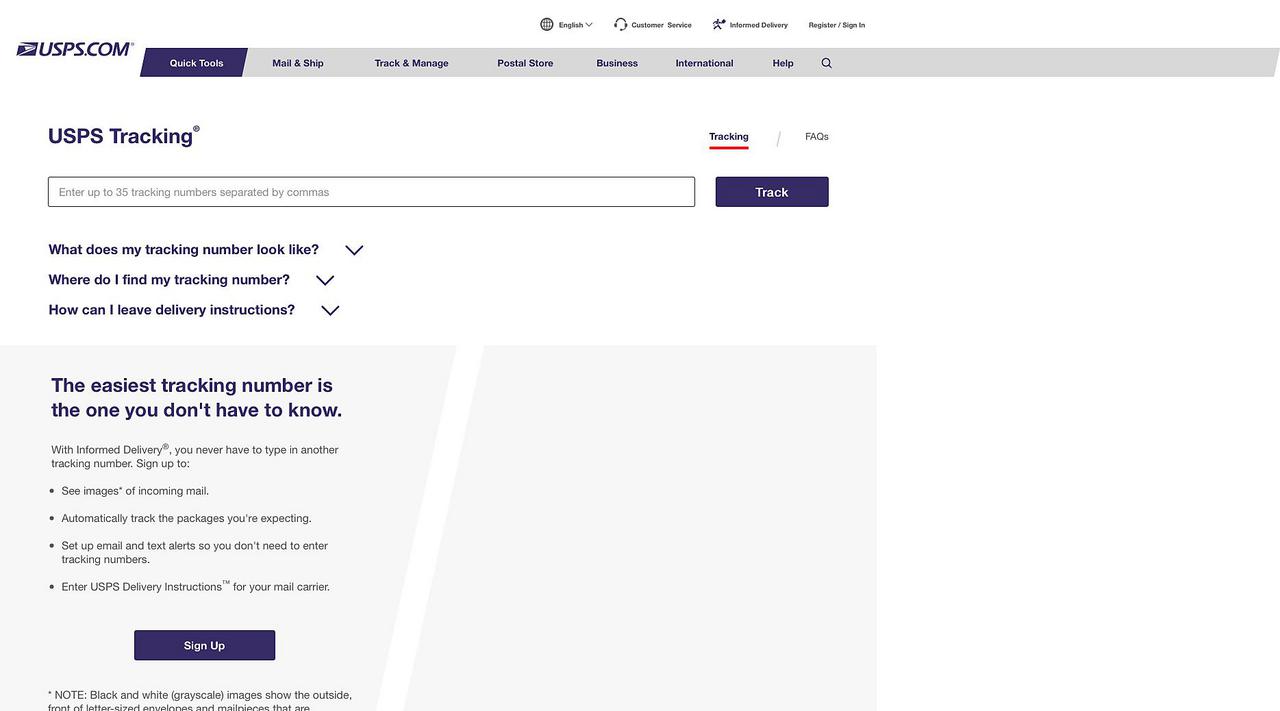 English
Customer Service
Informed Delivery
Register / Sign In
USPS.COM®
Quick Tools
Mail & Ship
Track & Manage
Postal Store
Business
International
Help
USPS Tracking®
Tracking
FAQs
Enter up to 35 tracking numbers separated by commas
Track
What does my tracking number look like?
Where do I find my tracking number?
How can I leave delivery instructions?
The easiest tracking number is
the one you don't have to know.
With Informed Delivery®, you never have to type in another
tracking number. Sign up to:
• See images* of incoming mail.
• Automatically track the packages you're expecting.
• Set up email and text alerts so you don't need to enter
tracking numbers.
• Enter USPS Delivery Instructions™ for your mail carrier.
Sign Up
* NOTE: Black and white (grayscale) images show the outside,
front of letter-sized envelopes and mailpieces that are